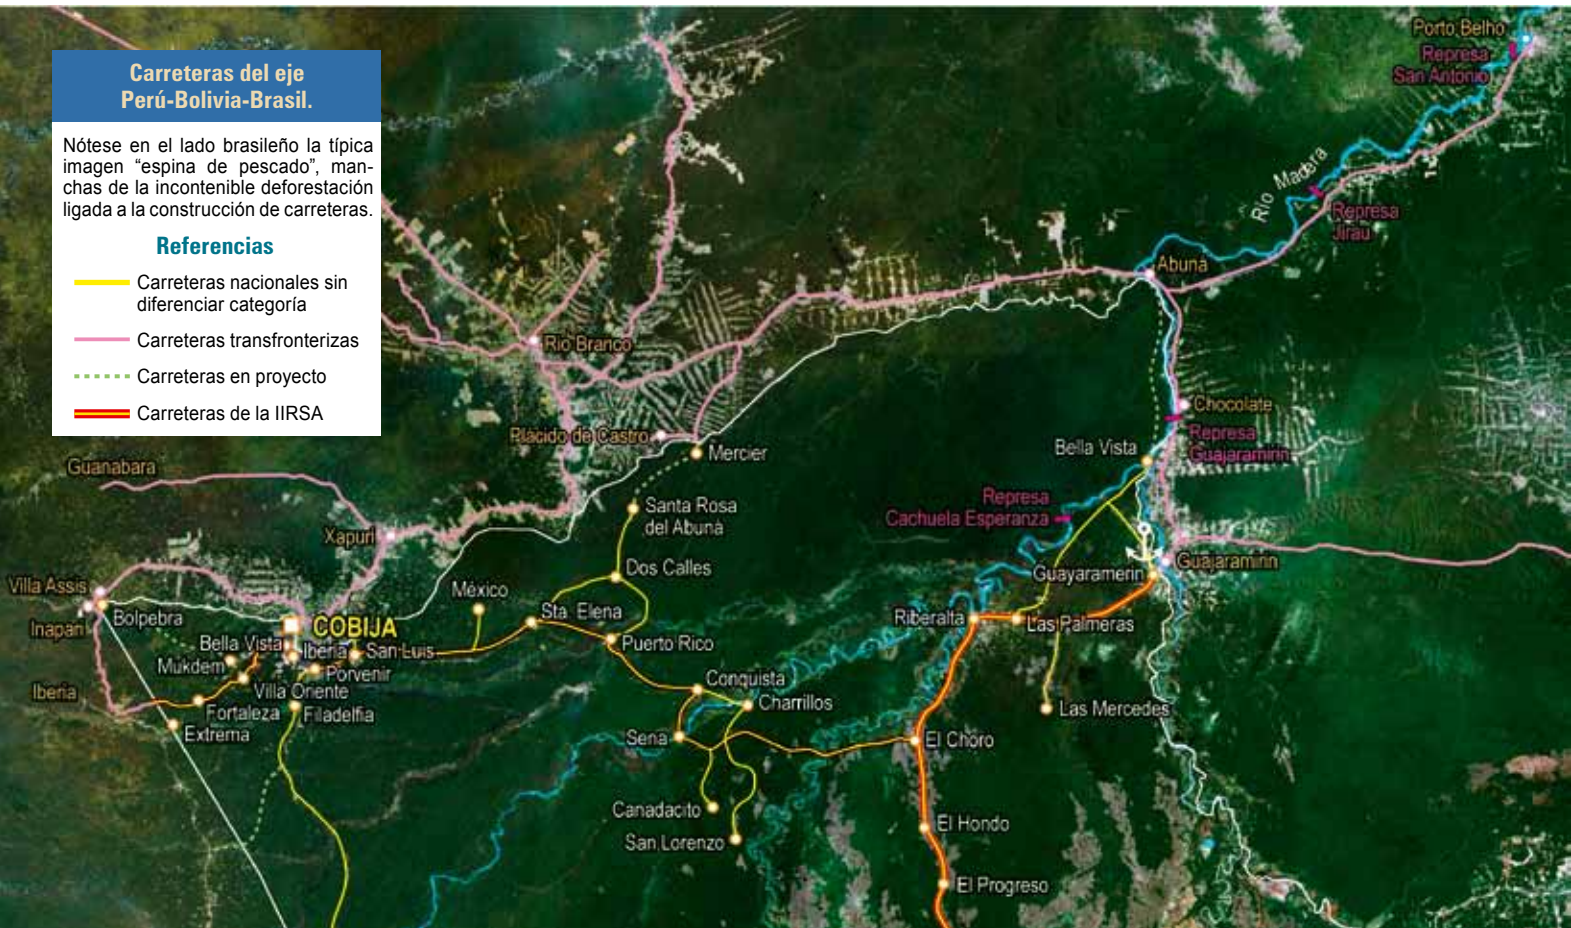 Carreteras del eje
Perú-Bolivia-Brasil.
Nótese en el lado brasileño la típica
imagen “espina de pescado”, man-
chas de la incontenible deforestación
ligada a la construcción de carreteras.
Referencias
Carreteras nacionales sin
diferenciar categoría
Carreteras transfronterizas
Carreteras en proyecto
Carreteras de la IIRSA
Porto Belho
Represa
San Antonio
Río Madera
Represa
Jirau
Abuná
Río Branco
Chocolate
Represa
Guajaramirin
Plácido de Castro
Mercier
Bella Vista
Guanabara
Santa Rosa
del Abuná
Represa
Cachuela Esperanza
Xapuri
Guajaramirin
Dos Calles
Guayaramerin
Villa Assis
México
Bolpebra
Sta. Elena
Riberalta
Las Palmeras
Inapari
COBIJA
Bella Vista
Iberia
San Luis
Puerto Rico
Mukdem
Porvenir
Iberia
Villa Oriente
Conquista
Charrillos
Las Mercedes
Fortaleza
Filadelfia
Extrema
Sena
El Choro
Canadacito
San Lorenzo
El Hondo
El Progreso